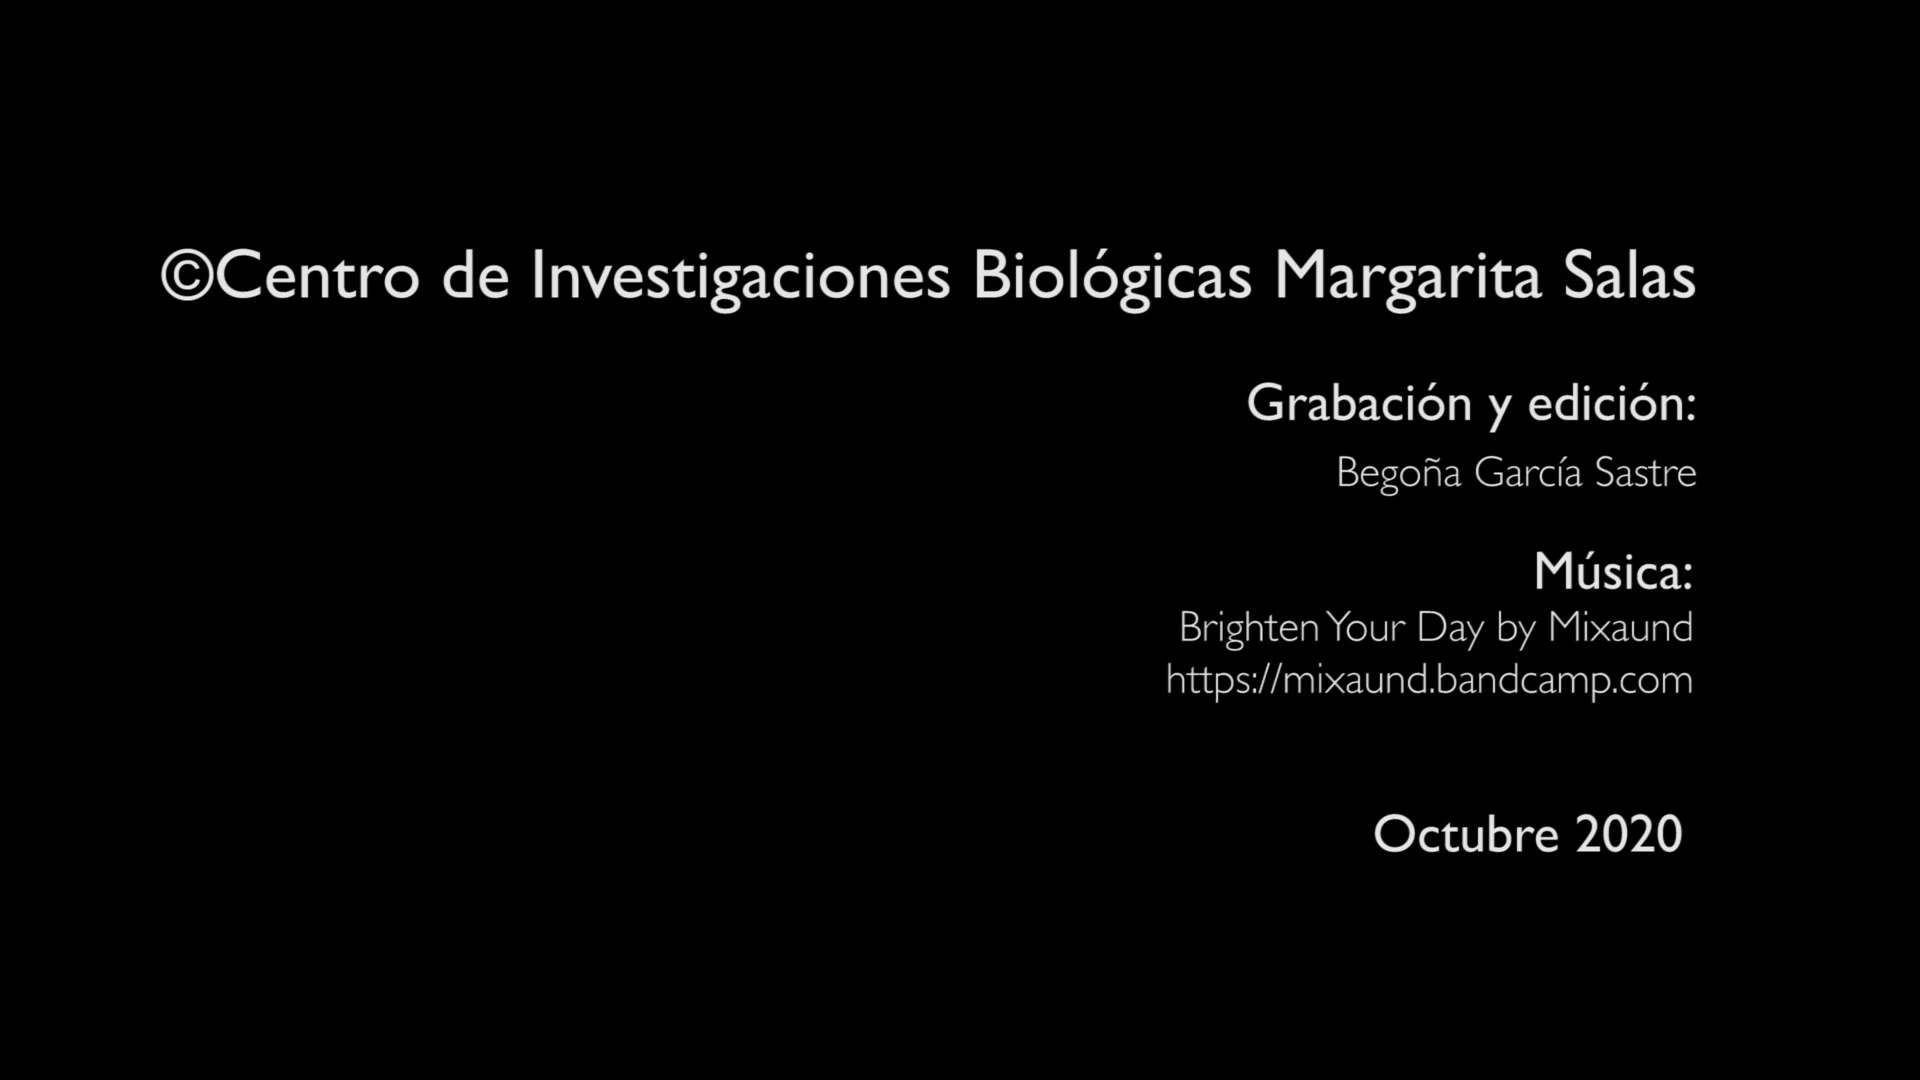 ©Centro de Investigaciones Biológicas Margarita Salas
Grabación y edición:
Begoña García Sastre
Música:
Brighten Your Day by Mixaund
https://mixaund.bandcamp.com
Octubre 2020